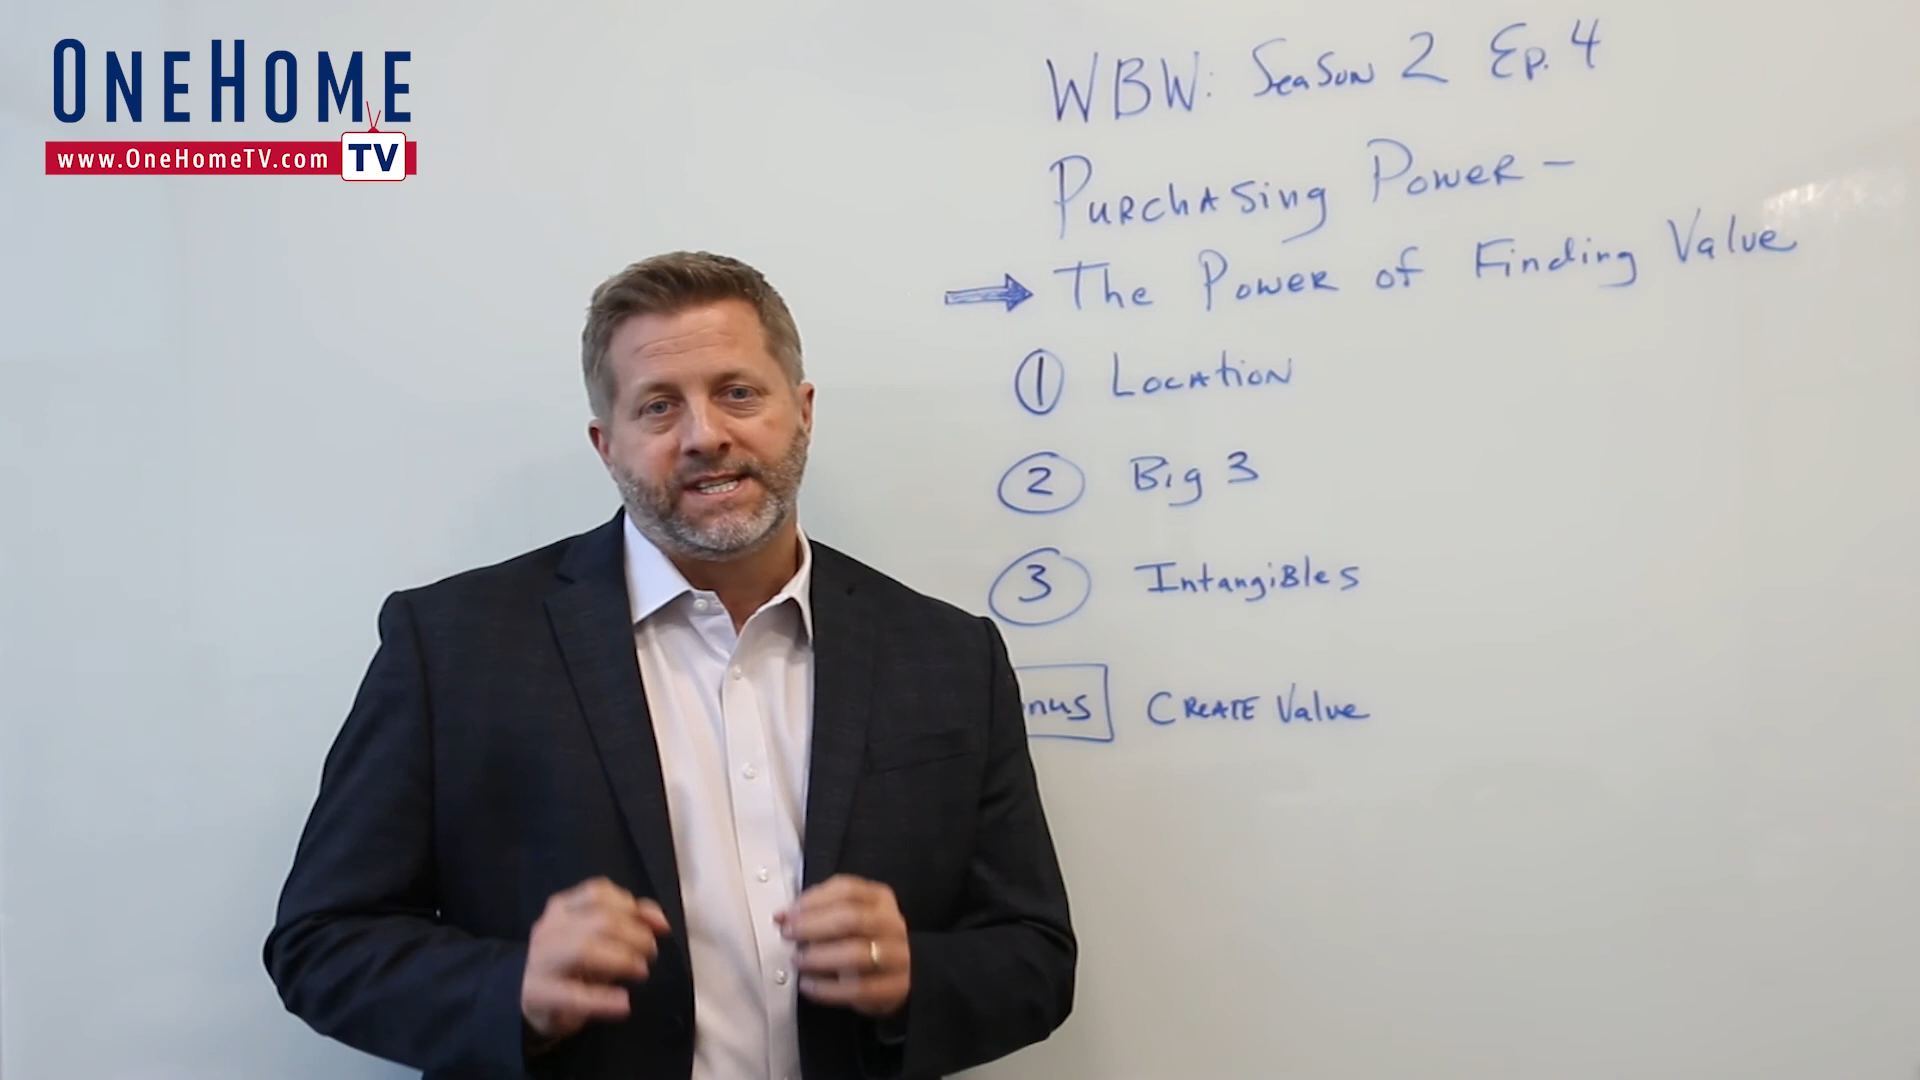 ONEHOME
www.OneHomeTV.com TV
WBW: Season 2 Ep. 4
Purchasing Power -
The Power of Finding Value
1 Location
2 Big 3
3 Intangibles
nus Create Value